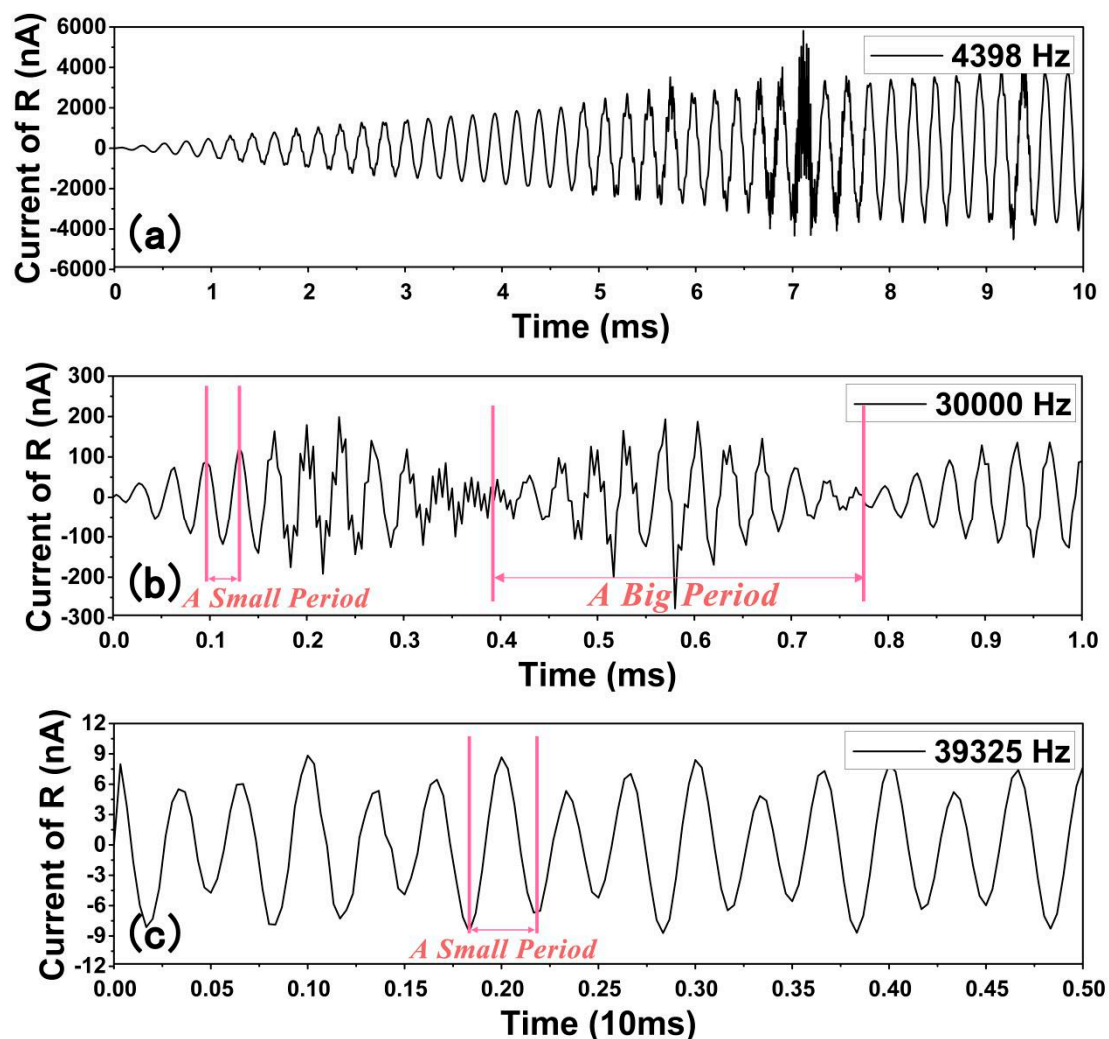 6000
4000
2000
0
-2000
-4000
-6000
Current of R (nA)
4398 Hz
(a)
0 1 2 3 4 5 6 7 8 9 10
Time (ms)
300
200
100
0
-100
-200
-300
Current of R (nA)
30000 Hz
(b)
A Small Period
A Big Period
0.0 0.1 0.2 0.3 0.4 0.5 0.6 0.7 0.8 0.9 1.0
Time (ms)
12
9
6
3
0
-3
-6
-9
-12
Current of R (nA)
39325 Hz
(c)
A Small Period
0.00 0.05 0.10 0.15 0.20 0.25 0.30 0.35 0.40 0.45 0.50
Time (10ms)